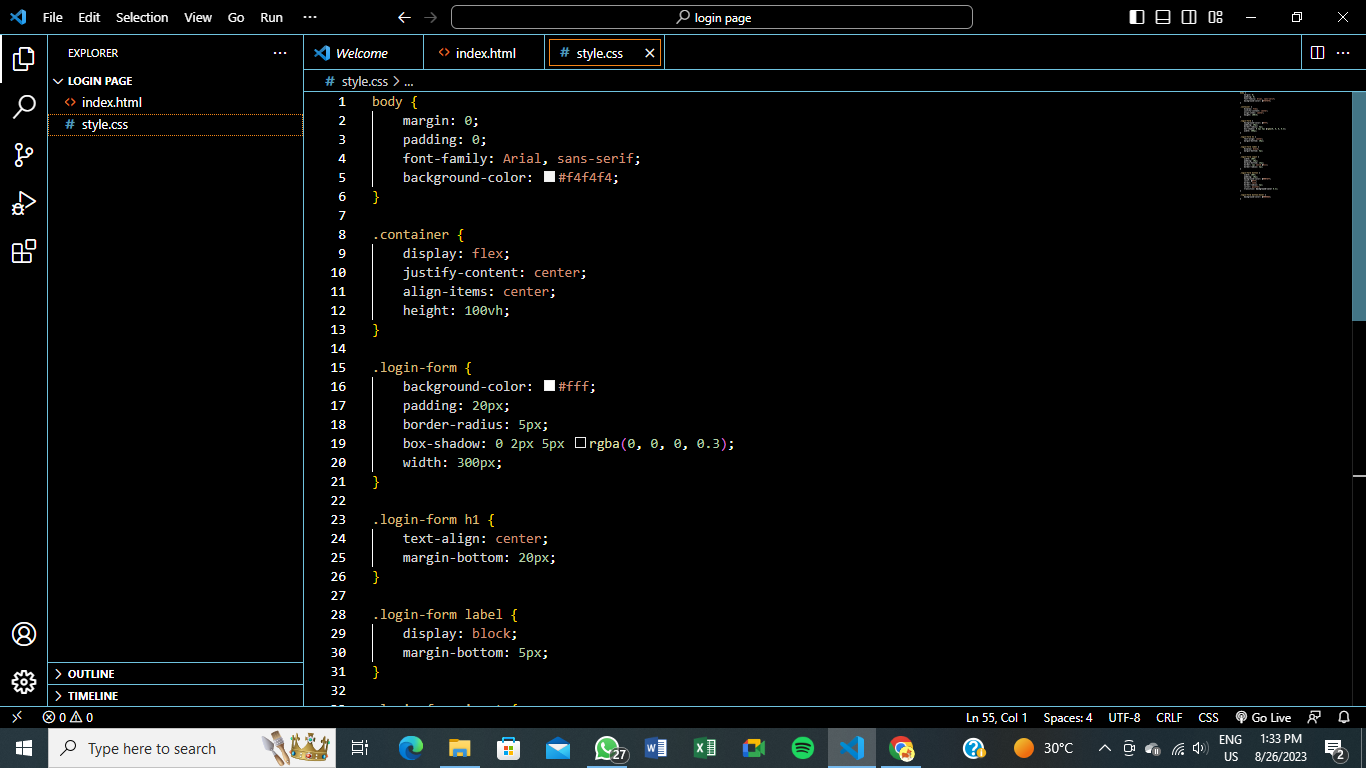 File Edit Selection View Go Run ···
login page
EXPLORER ···
LOGIN PAGE
index.html
style.css
OUTLINE
TIMELINE
Welcome
<> index.html
# style.css
# style.css > ...
1 body {
2 margin: 0;
3 padding: 0;
4 font-family: Arial, sans-serif;
5 background-color: #f4f4f4;
6 }
7
8 .container {
9 display: flex;
10 justify-content: center;
11 align-items: center;
12 height: 100vh;
13 }
14
15 .login-form {
16 background-color: #fff;
17 padding: 20px;
18 border-radius: 5px;
19 box-shadow: 0 2px 5px rgba(0, 0, 0, 0.3);
20 width: 300px;
21 }
22
23 .login-form h1 {
24 text-align: center;
25 margin-bottom: 20px;
26 }
27
28 .login-form label {
29 display: block;
30 margin-bottom: 5px;
31 }
32
0 0
Ln 55, Col 1 Spaces: 4 UTF-8 CRLF CSS Go Live
Type here to search
27
30°C
ENG
US
1:33 PM
8/26/2023
2